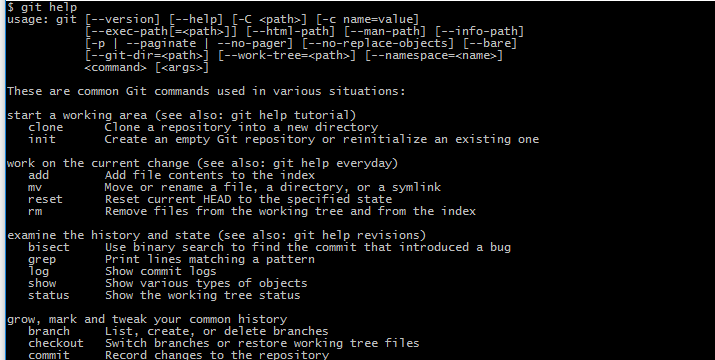 $ git help
usage: git [--version] [--help] [-C <path>] [-c name=value]
           [--exec-path[=<path>]] [--html-path] [--man-path] [--info-path]
           [-p | --paginate | --no-pager] [--no-replace-objects] [--bare]
           [--git-dir=<path>] [--work-tree=<path>] [--namespace=<name>]
           <command> [<args>]

These are common Git commands used in various situations:

start a working area (see also: git help tutorial)
   clone      Clone a repository into a new directory
   init       Create an empty Git repository or reinitialize an existing one

work on the current change (see also: git help everyday)
   add        Add file contents to the index
   mv         Move or rename a file, a directory, or a symlink
   reset      Reset current HEAD to the specified state
   rm         Remove files from the working tree and from the index

examine the history and state (see also: git help revisions)
   bisect     Use binary search to find the commit that introduced a bug
   grep       Print lines matching a pattern
   log        Show commit logs
   show       Show various types of objects
   status     Show the working tree status

grow, mark and tweak your common history
   branch     List, create, or delete branches
   checkout   Switch branches or restore working tree files
   commit     Record changes to the repository